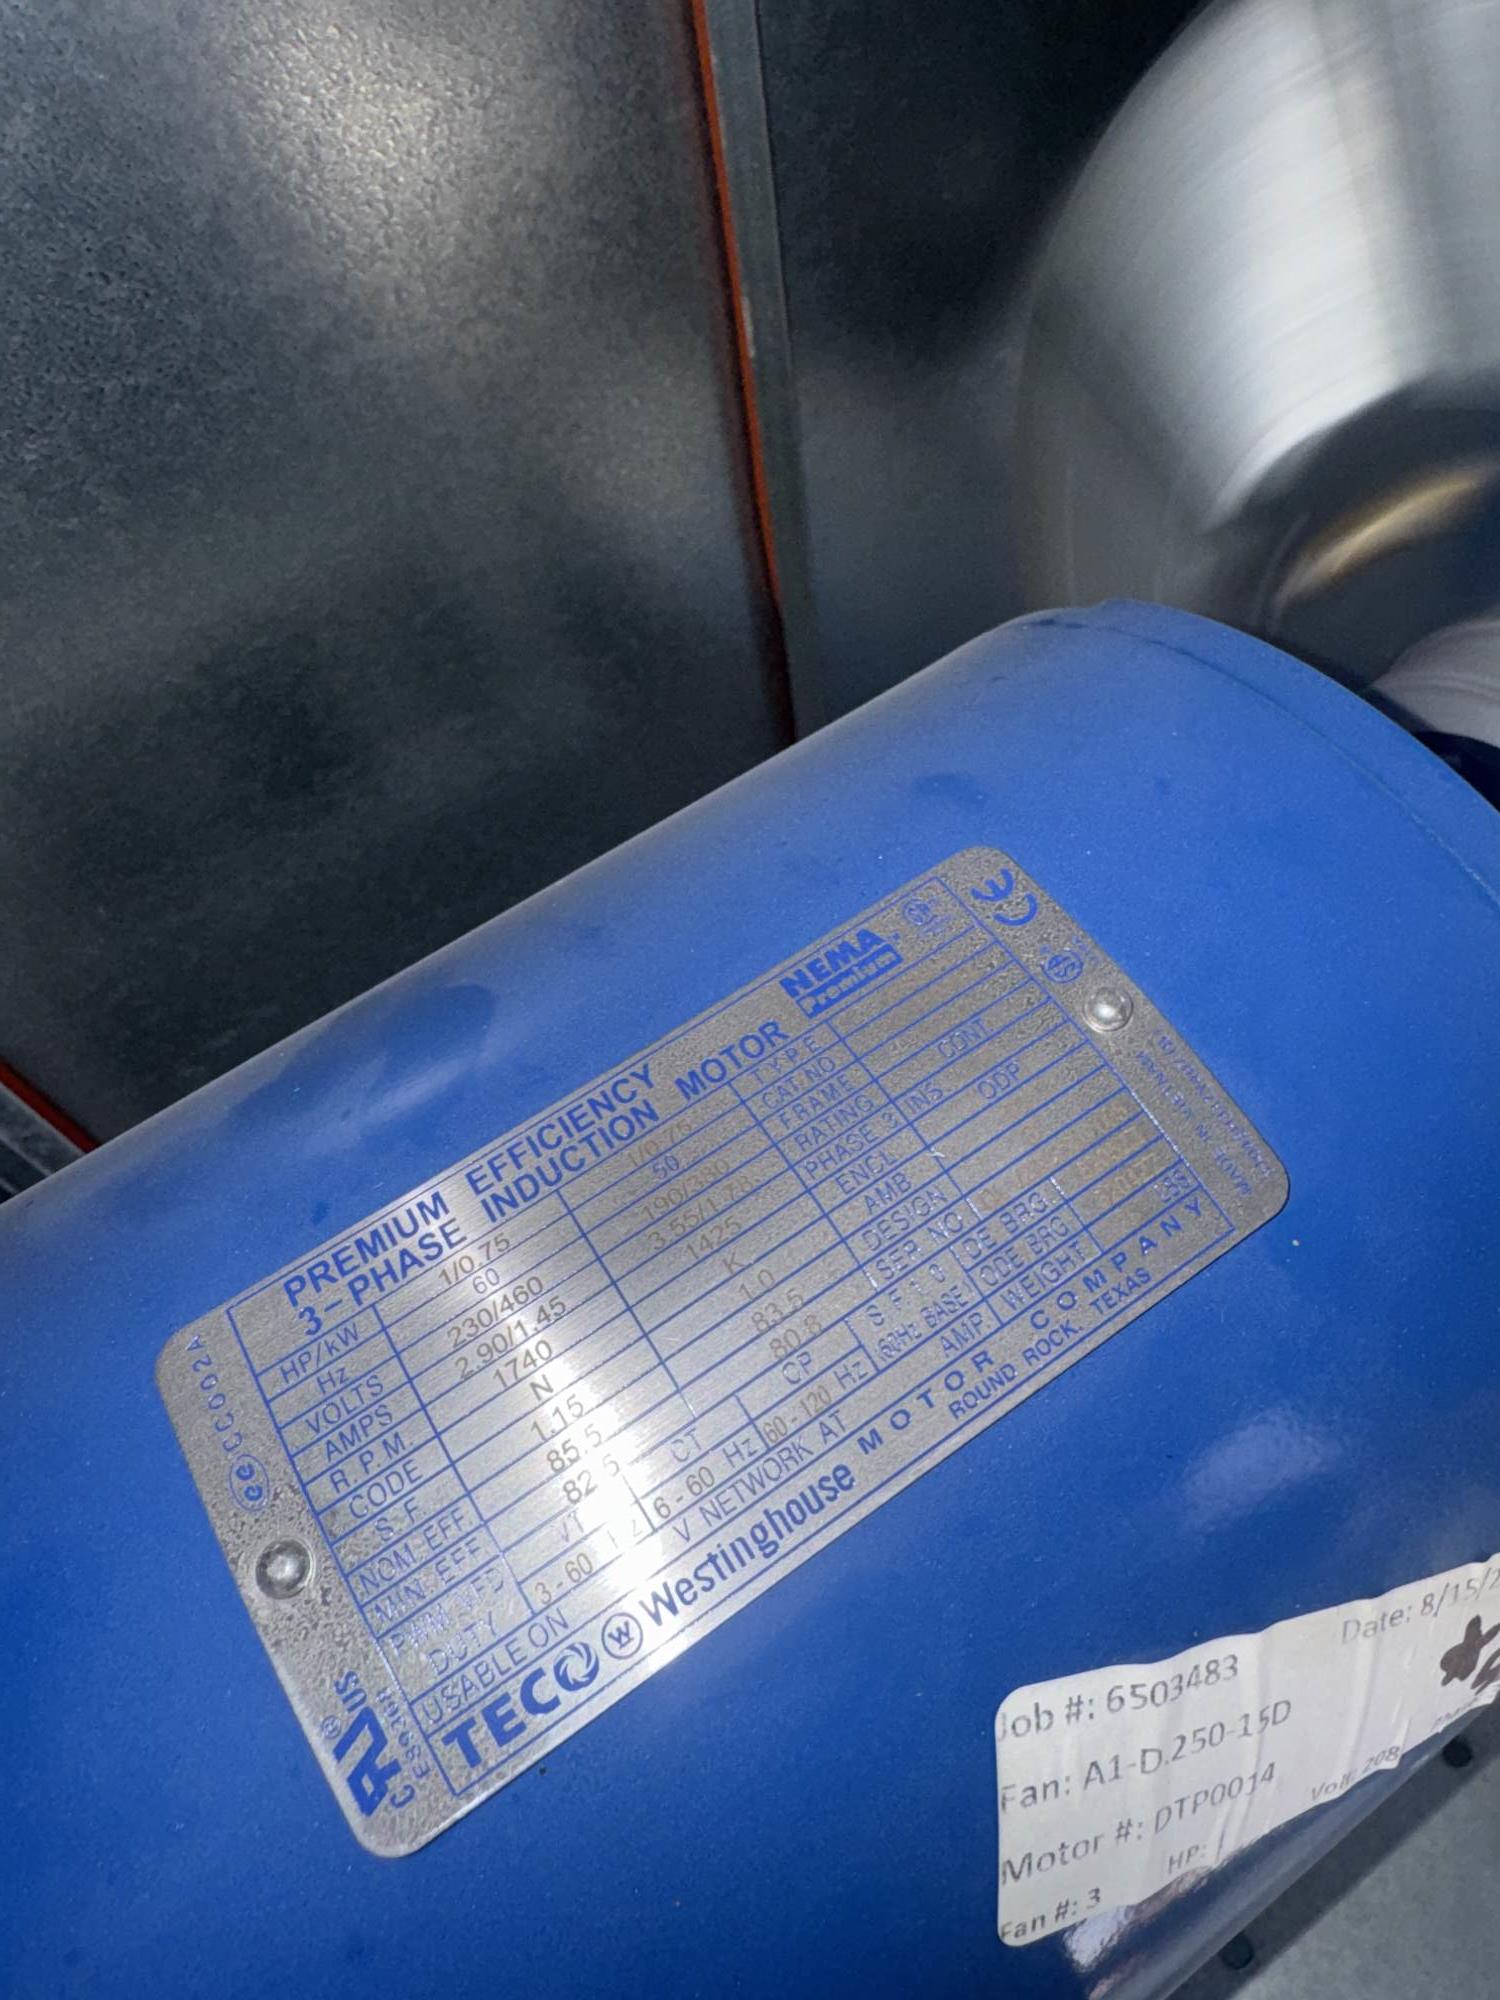 PREMIUM EFFICIENCY
3-PHASE INDUCTION MOTOR
NEMA
Premium
HP/kW 1/0.75 1/0.75
Hz 60 50
VOLTS 230/460 190/380
AMPS 2.90/1.45 3.55/1.78
R.P.M. 1740 1425
CODE N K
S.F. 1.15 1.0
NOM-EFF. 85.5 83.5
MIN. EFF. 82.5 80.8
PWM VFD VT CT CP
DUTY 3-60 Hz 6-60 Hz 60-120 Hz
USABLE ON V NETWORK AT AMP.
TYPE
CAT.NO.
FRAME
RATING CONT
PHASE 3 INS.
ENCL. ODP
AMB
DESIGN
SER NO
S F 1 0 DE BRG.
60Hz BASE ODE BRG.
WEIGHT
TECO Westinghouse MOTOR COMPANY
ROUND ROCK, TEXAS
CC002A
CE
US
Job #: 6503483
Date: 8/15/2
Fan: A1-D.250-15D
Motor #: DTP0014
Volt: 208
HP:
Fan #: 3